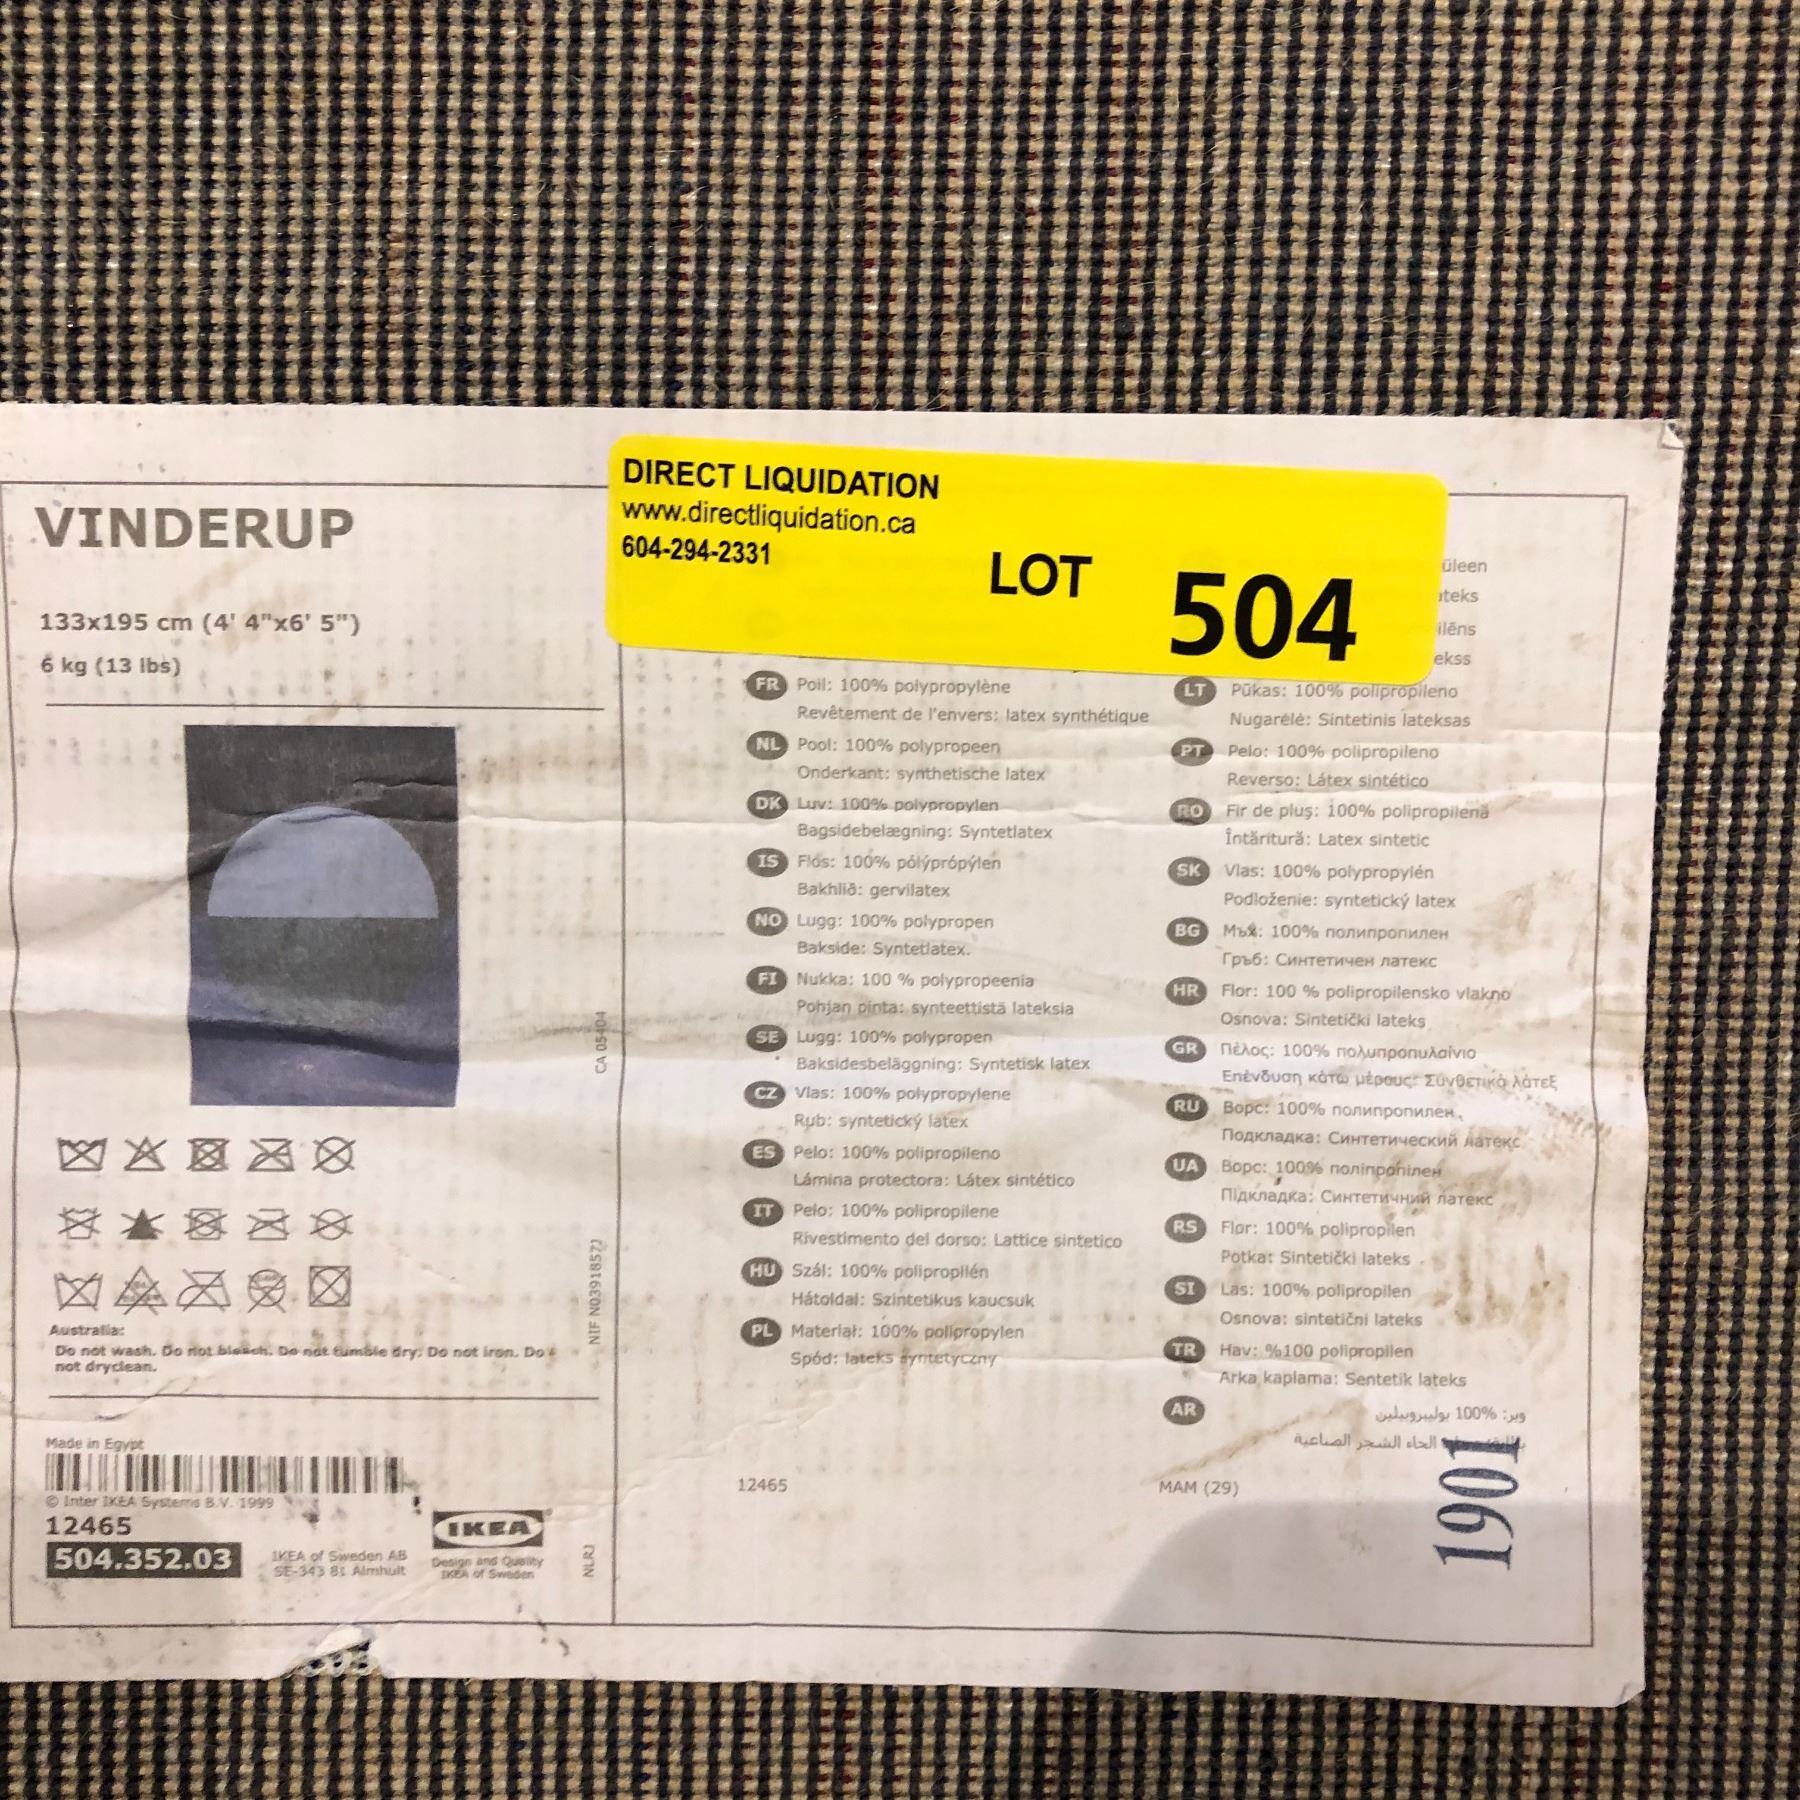 DIRECT LIQUIDATION
www.directliquidation.ca
604-294-2331
LOT 504
VINDERUP
133x195 cm (4' 4"x6' 5")
6 kg (13 lbs)
CA 05404
NIF N0391857J
NLRJ
Australia:
Do not wash. Do not bleach. Do not tumble dry. Do not iron. Do
not dryclean.
Made in Egypt
© Inter IKEA Systems B.V. 1999
12465
504.352.03
IKEA of Sweden AB
SE-343 81 Älmhult
IKEA
Design and Quality
IKEA of Sweden
FR Poil: 100% polypropylène
Revêtement de l'envers: latex synthétique
NL Pool: 100% polypropeen
Onderkant: synthetische latex
DK Luv: 100% polypropylen
Bagsidebelægning: Syntetlatex
IS Flos: 100% pólýprópýlen
Bakhlið: gervilatex
NO Lugg: 100% polypropen
Bakside: Syntetlatex.
FI Nukka: 100 % polypropeenia
Pohjan pinta: synteettistä lateksia
SE Lugg: 100% polypropen
Baksidesbeläggning: Syntetisk latex
CZ Vlas: 100% polypropylene
Rub: syntetický latex
ES Pelo: 100% polipropileno
Lámina protectora: Látex sintético
IT Pelo: 100% polipropilene
Rivestimento del dorso: Lattice sintetico
HU Szál: 100% polipropilén
Hátoldal: Szintetikus kaucsuk
PL Materiał: 100% polipropylen
Spód: lateks syntetyczny
12465
üleen
ateks
ilēns
ekss
LT Pūkas: 100% polipropileno
Nugarėlė: Sintetinis lateksas
PT Pelo: 100% polipropileno
Reverso: Látex sintético
RO Fir de pluş: 100% polipropilenă
Întăritură: Latex sintetic
SK Vlas: 100% polypropylén
Podloženie: syntetický latex
BG Мъх: 100% полипропилен
Гръб: Синтетичен латекс
HR Flor: 100 % polipropilensko vlakno
Osnova: Sintetički lateks
GR Πέλος: 100% πολυπροπυλαίνιο
Επένδυση κάτω μέρους: Συνθετικό λάτεξ
RU Ворс: 100% полипропилен.
Подкладка: Синтетический латекс
UA Ворс: 100% поліпропілен
Підкладка: Синтетичний латекс
RS Flor: 100% polipropilen
Potka: Sintetički lateks
SI Las: 100% polipropilen
Osnova: sintetični lateks
TR Hav: %100 polipropilen
Arka kaplama: Sentetik lateks
AR وبر: %100 بوليبروبيلين
لحاء الشجر الصناعية
MAM (29)
1901